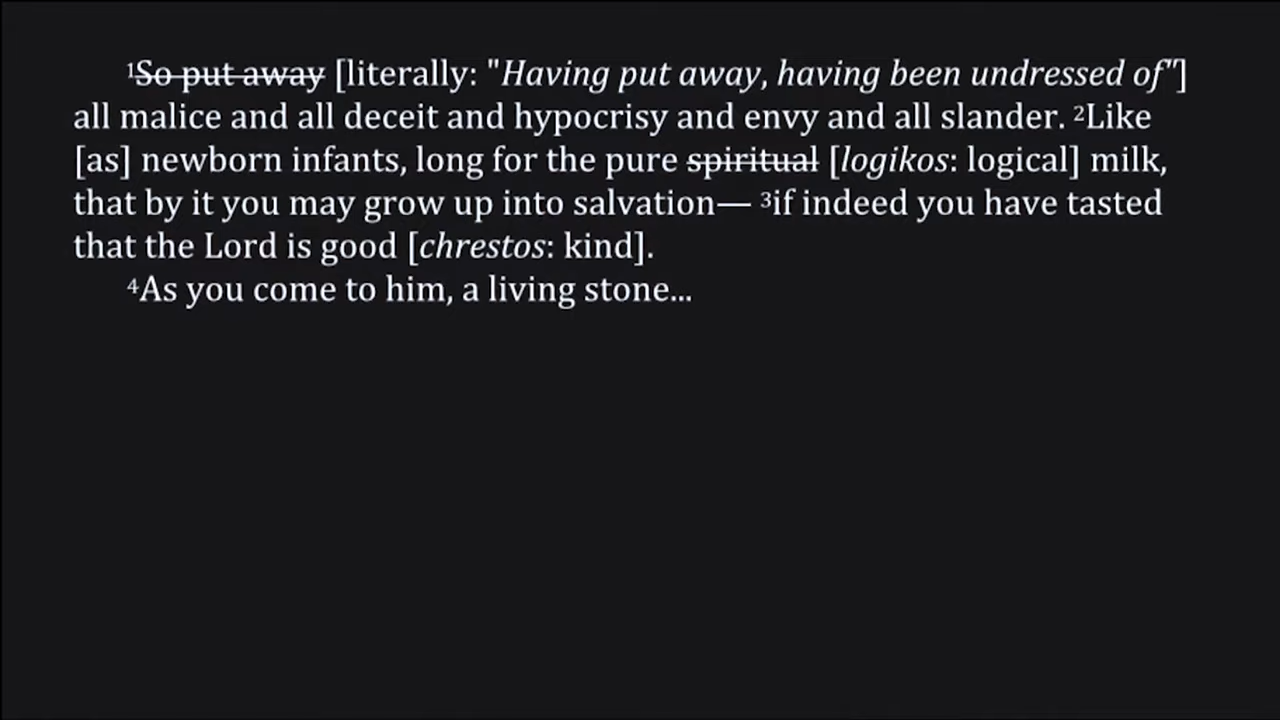 ¹So put away [literally: "Having put away, having been undressed of"]
all malice and all deceit and hypocrisy and envy and all slander. ²Like
[as] newborn infants, long for the pure spiritual [logikos: logical] milk,
that by it you may grow up into salvation— ³if indeed you have tasted
that the Lord is good [chrestos: kind].
⁴As you come to him, a living stone...